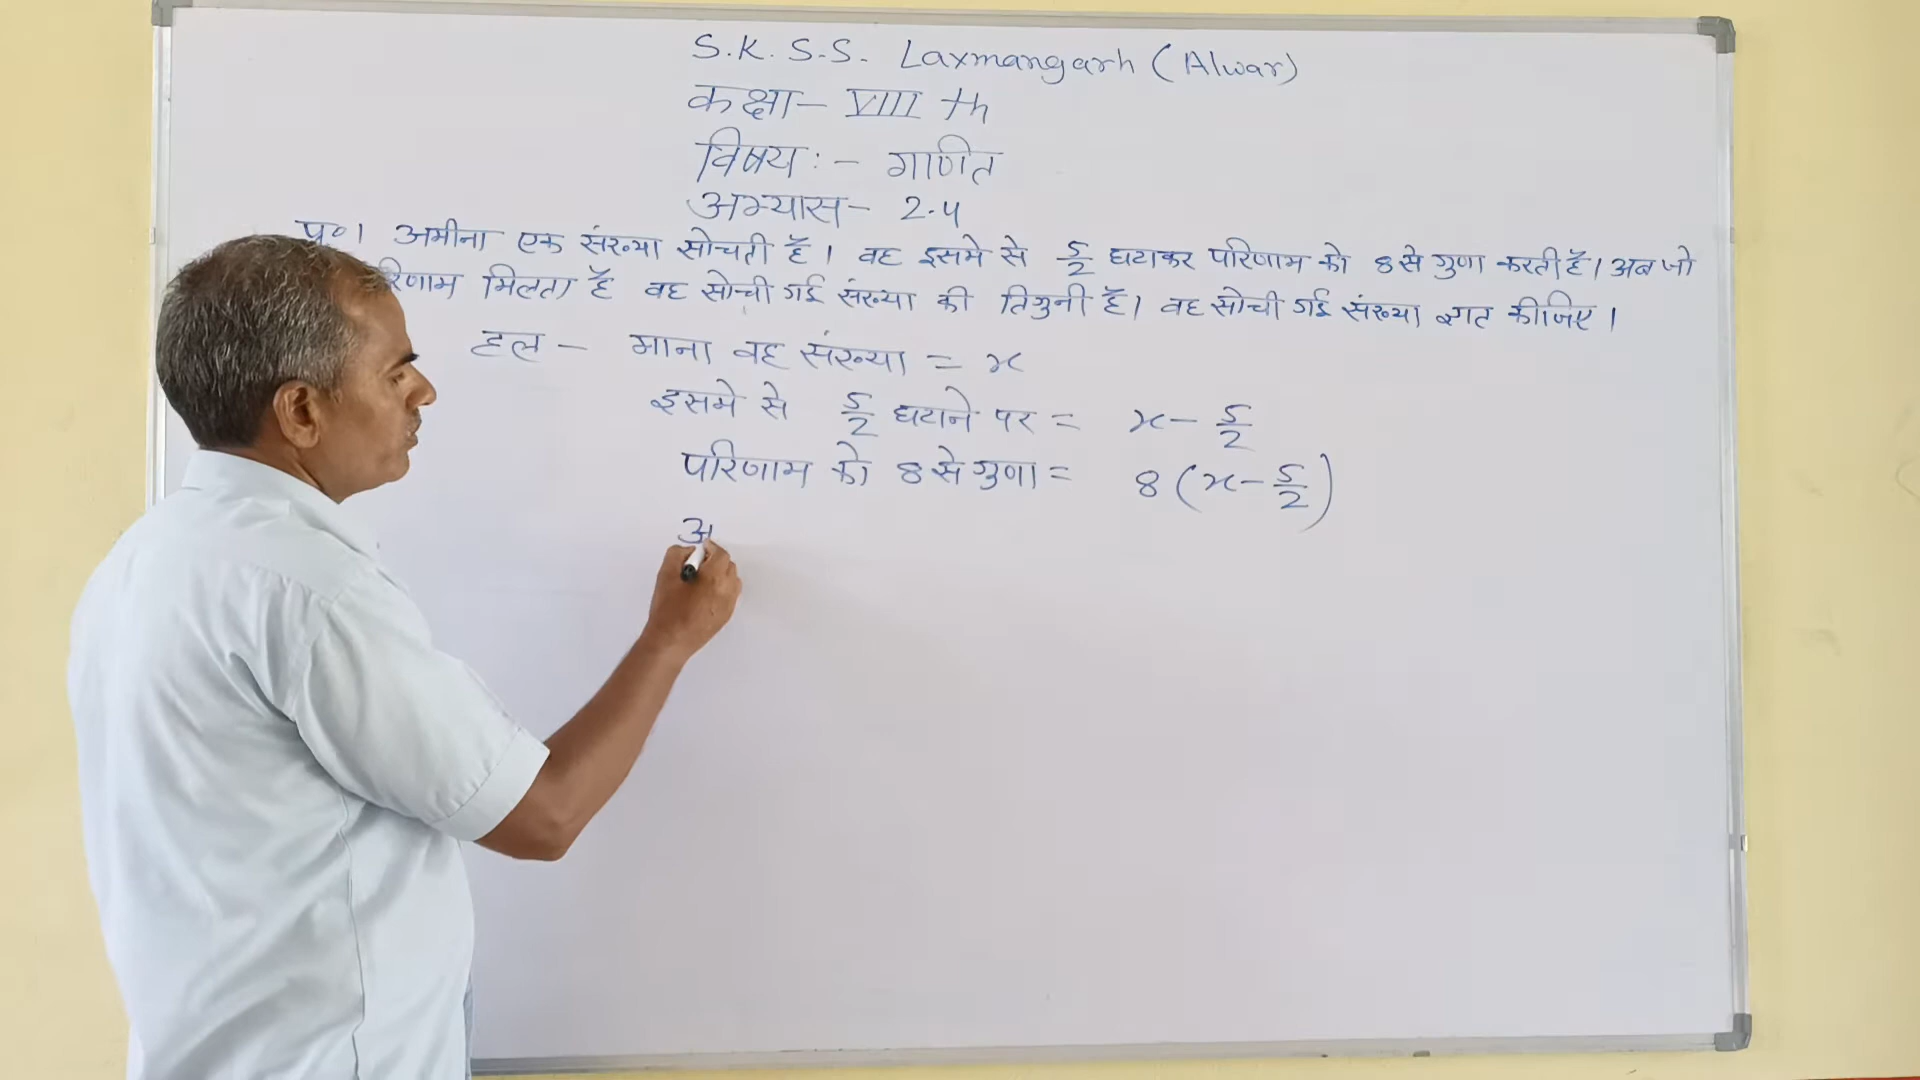 S.K.S.S. Laxmangarh (Alwar)
कक्षा - VIII th
विषय :- गणित
अभ्यास - 2.4
प्र०1 अमीना एक संख्या सोचती है। वह इसमे से 5/2 घटाकर परिणाम को 8 से गुणा करती है। अब जो
रिणाम मिलता है वह सोची गई संख्या की तिगुनी है। वह सोची गई संख्या ज्ञात कीजिए।
हल - माना वह संख्या = x
इसमे से 5/2 घटाने पर = x - 5/2
परिणाम को 8 से गुणा = 8 (x - 5/2)
अ